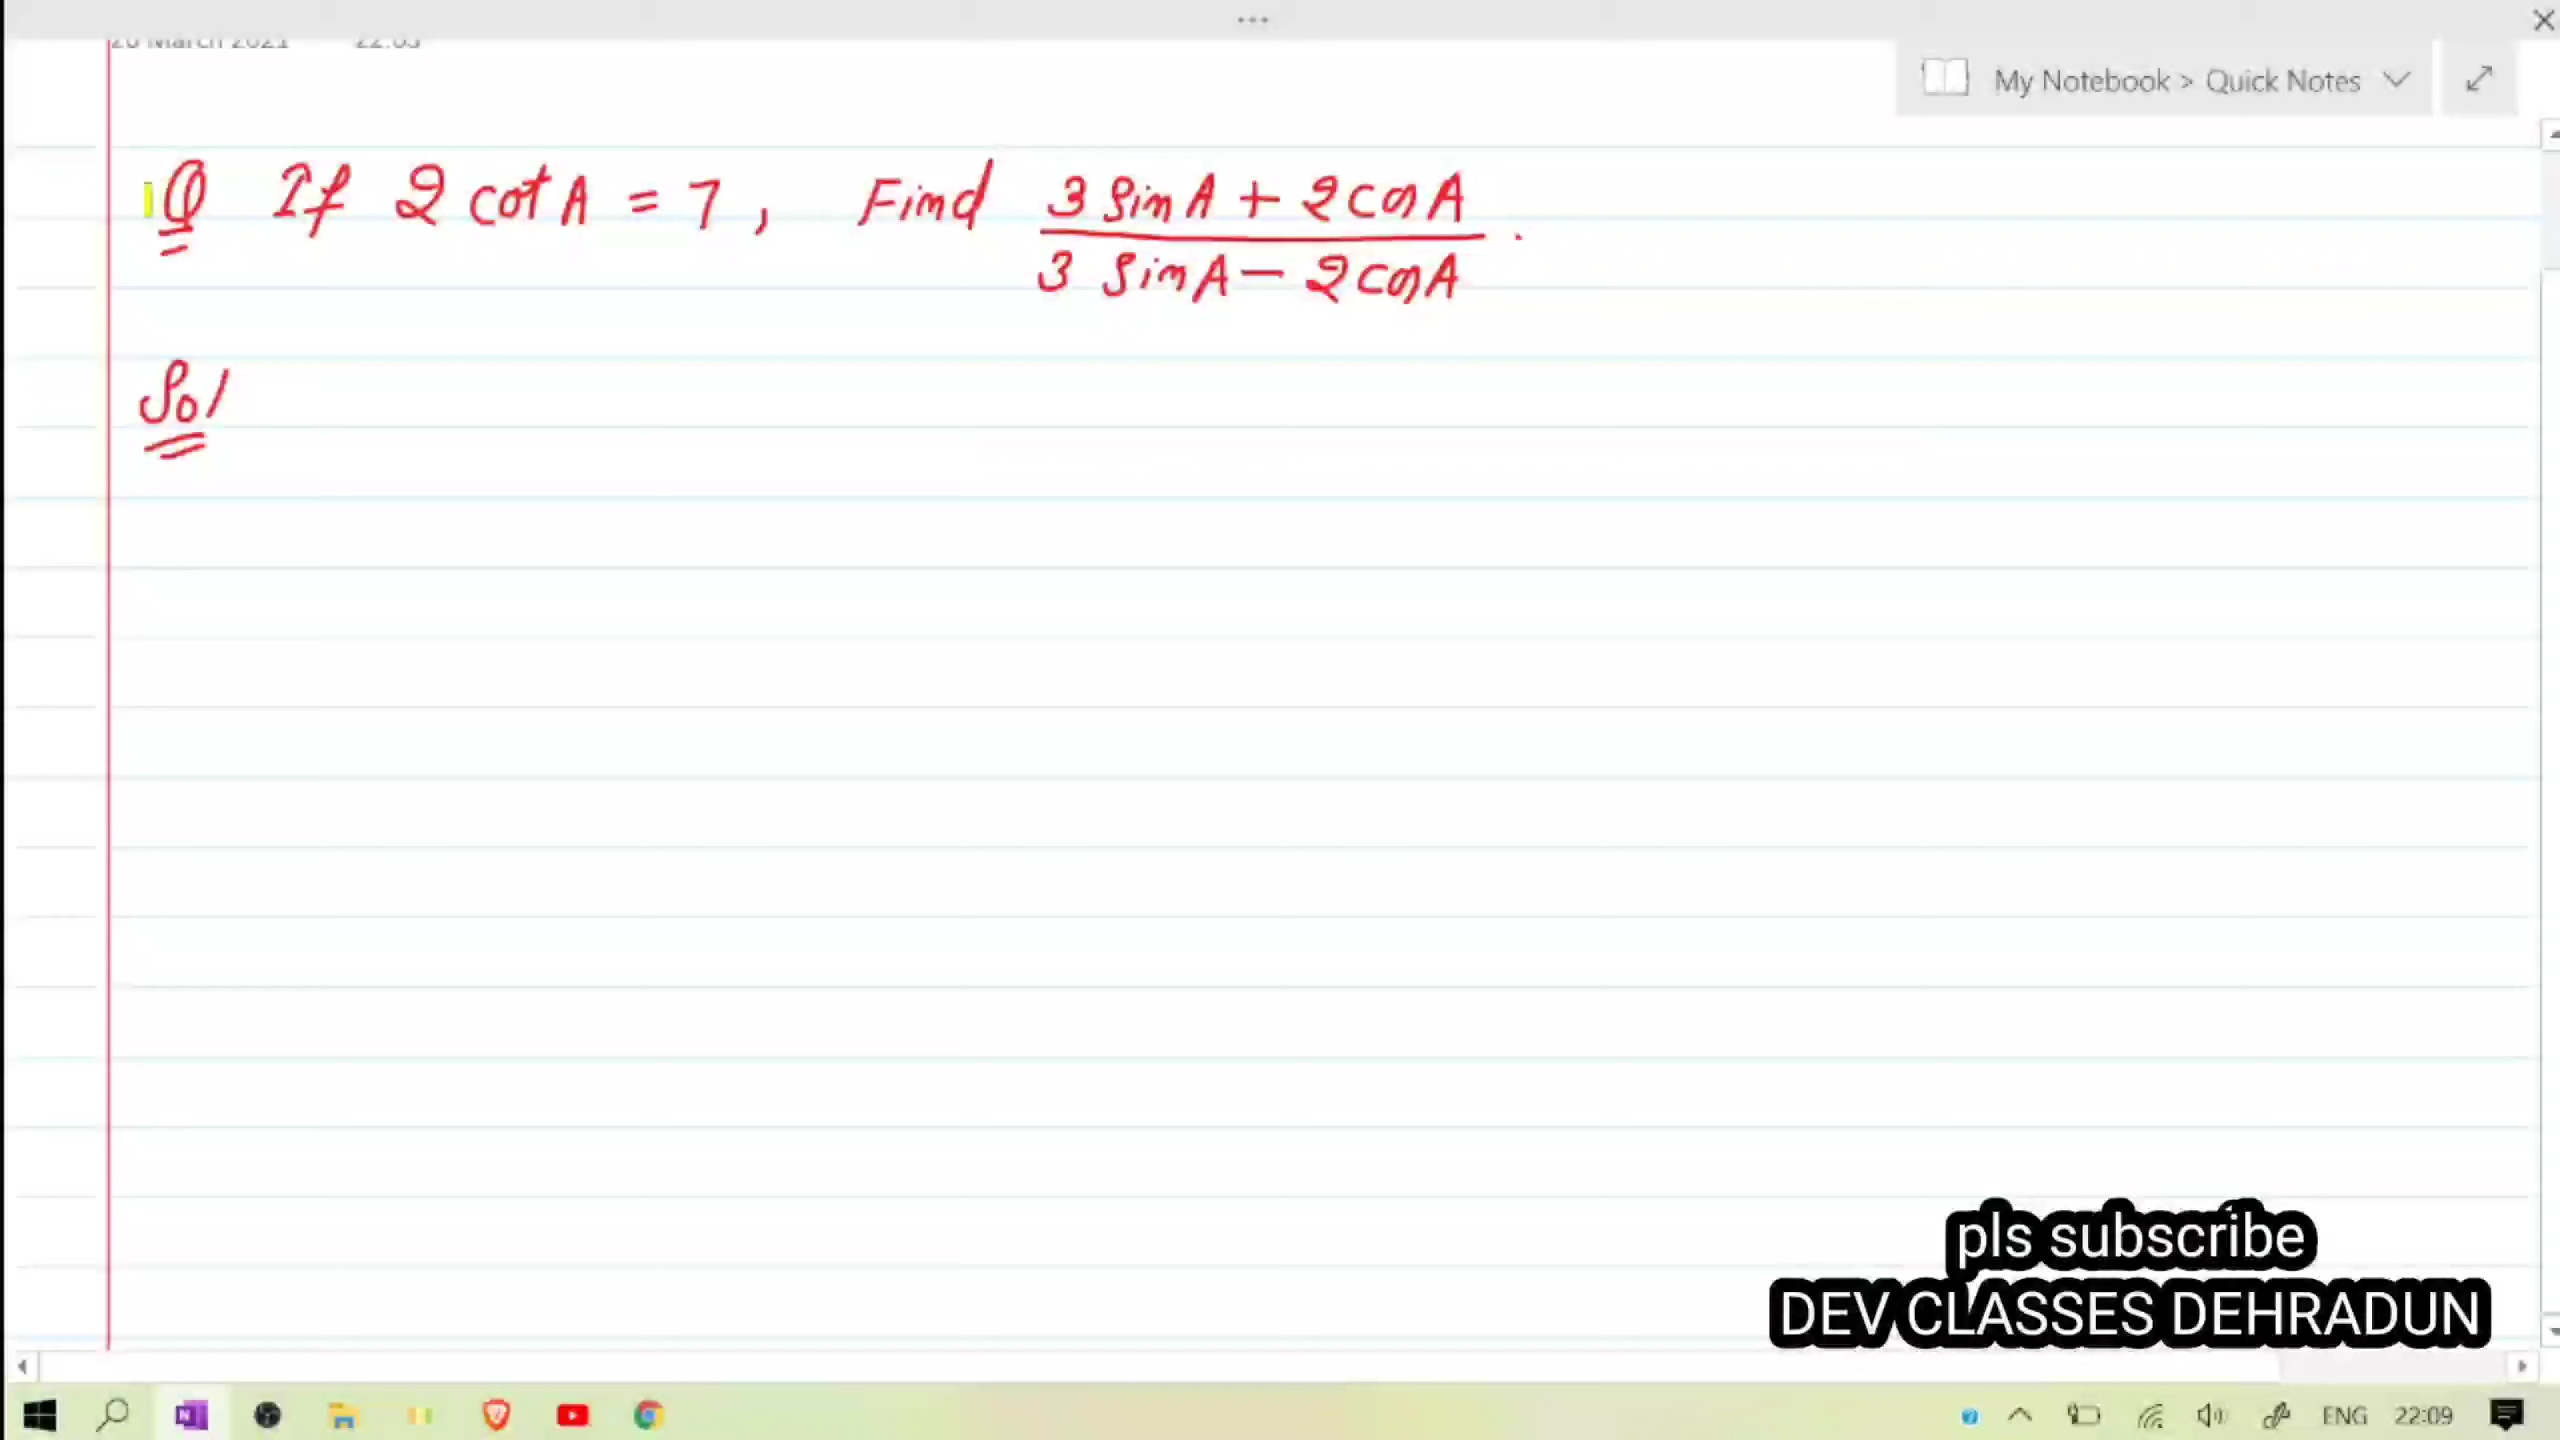 My Notebook > Quick Notes
Q If 2 cot A = 7, Find 3 sin A + 2 cos A
3 sin A - 2 cos A .
Sol
pls subscribe
DEV CLASSES DEHRADUN
ENG 22:09